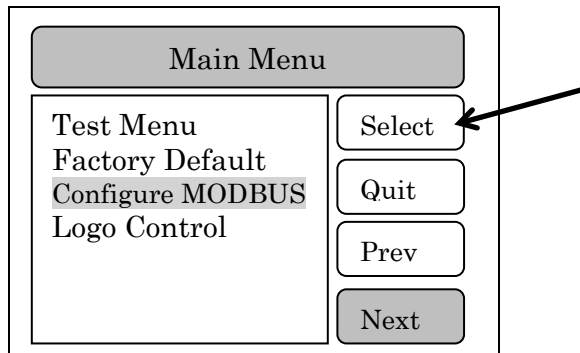 Main Menu
Test Menu
Factory Default
Configure MODBUS
Logo Control
Select
Quit
Prev
Next